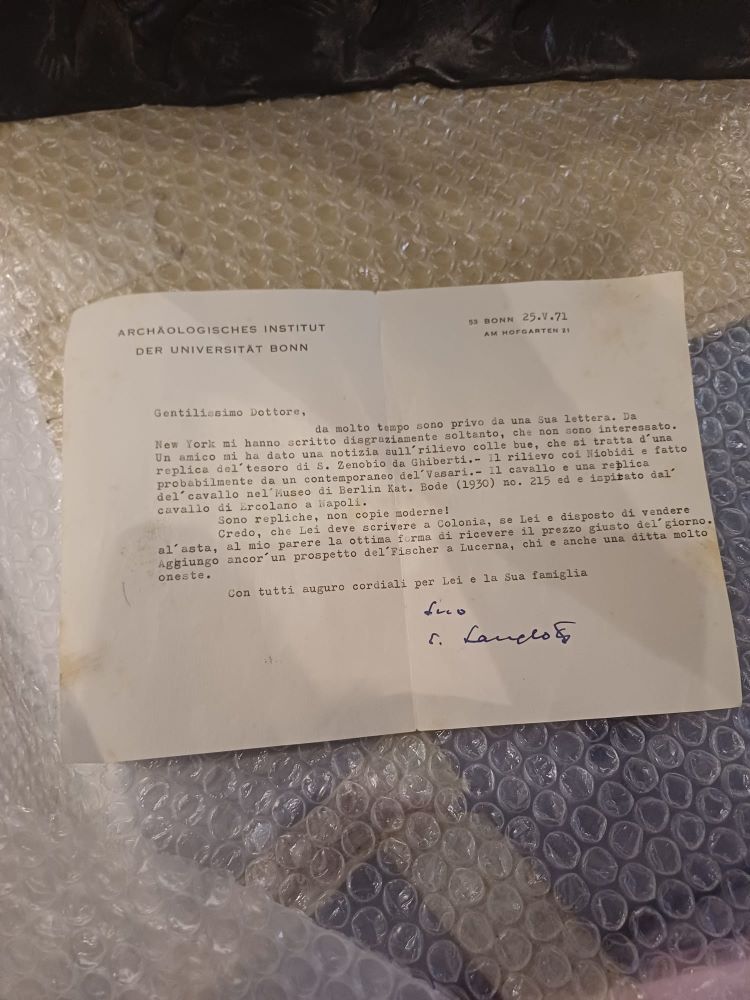 ARCHÄOLOGISCHES INSTITUT
DER UNIVERSITÄT BONN
53 BONN 25.V.71
AM HOFGARTEN 21
Gentilissimo Dottore,
da molto tempo sono privo da una Sua lettera. Da
New York mi hanno scritto disgraziamente soltanto, che non sono interessato.
Un amico mi ha dato una notizia sull'rilievo colle bue, che si tratta d'una
replica del'tesoro di S. Zenobio da Ghiberti.- Il rilievo coi Niobidi e fatto
probabilmente da un contemporaneo del'Vasari.- Il cavallo e una replica
del'cavallo nel'Museo di Berlin Kat. Bode (1930) no. 215 ed e ispirato dal'
cavallo di Ercolano a Napoli.
Sono repliche, non copie moderne!
Credo, che Lei deve scrivere a Colonia, se Lei e disposto di vendere
al'asta, al mio parere la ottima forma di ricevere il prezzo giusto del'giorno.
Aggiungo ancor'un prospetto del'Fischer a Lucerna, chi e anche una ditta molto
oneste.
Con tutti auguro cordiali per Lei e la Sua famiglia
Suo
E. Langlotz